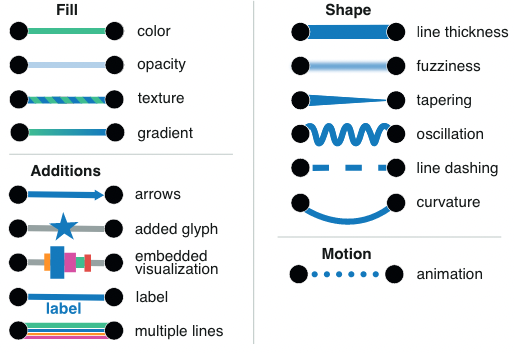 Fill
color
opacity
texture
gradient
Additions
arrows
added glyph
embedded
visualization
label
label
multiple lines
Shape
line thickness
fuzziness
tapering
oscillation
line dashing
curvature
Motion
animation